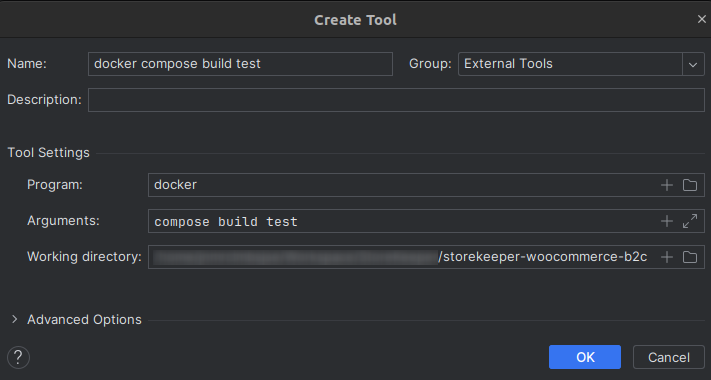 Create Tool
Name: docker compose build test Group: External Tools
Description:
Tool Settings
Program: docker
Arguments: compose build test
Working directory: /storekeeper-woocommerce-b2c
Advanced Options
? OK Cancel